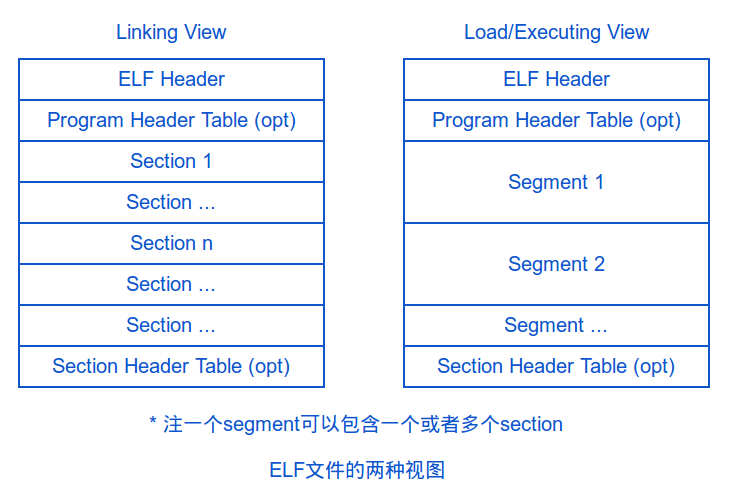 Linking View
ELF Header
Program Header Table (opt)
Section 1
Section ...
Section n
Section ...
Section ...
Section Header Table (opt)
Load/Executing View
ELF Header
Program Header Table (opt)
Segment 1
Segment 2
Segment ...
Section Header Table (opt)
* 注一个segment可以包含一个或者多个section
ELF文件的两种视图